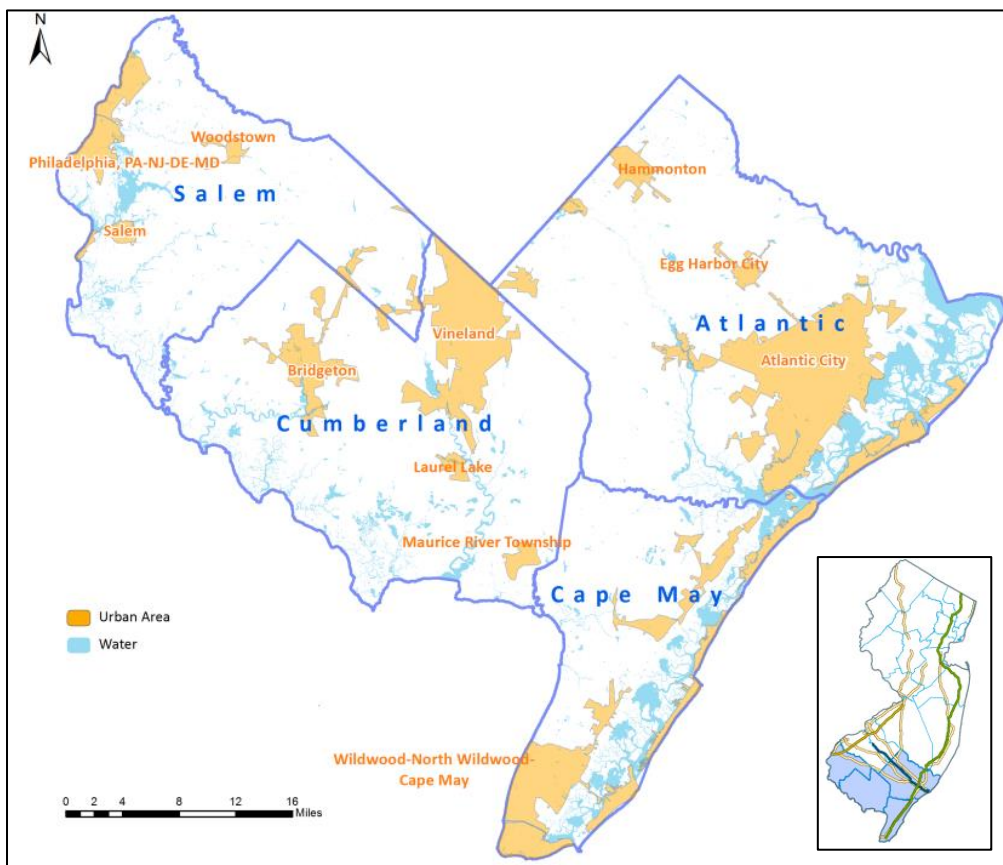 N
Woodstown
Philadelphia, PA-NJ-DE-MD
Salem
Salem
Hammonton
Egg Harbor City
Atlantic
Atlantic City
Vineland
Bridgeton
Cumberland
Laurel Lake
Maurice River Township
Cape May
Urban Area
Water
Wildwood-North Wildwood-
Cape May
0 2 4 8 12 16
Miles